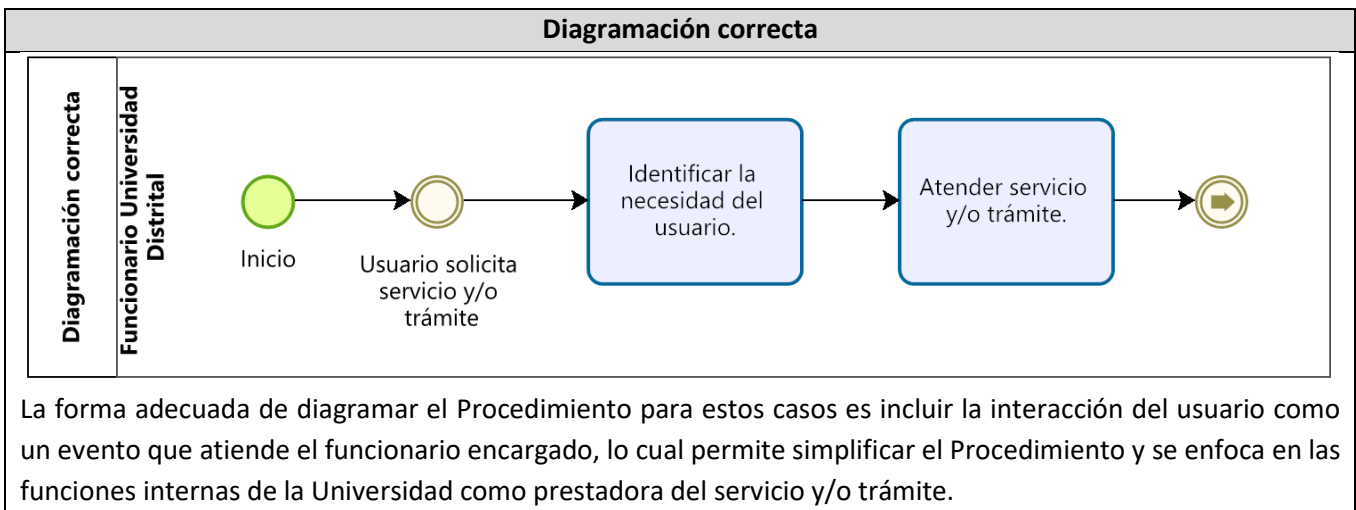 Diagramación correcta
Diagramación correcta
Funcionario Universidad
Distrital
Inicio
Usuario solicita
servicio y/o
trámite
Identificar la
necesidad del
usuario.
Atender servicio
y/o trámite.
La forma adecuada de diagramar el Procedimiento para estos casos es incluir la interacción del usuario como
un evento que atiende el funcionario encargado, lo cual permite simplificar el Procedimiento y se enfoca en las
funciones internas de la Universidad como prestadora del servicio y/o trámite.